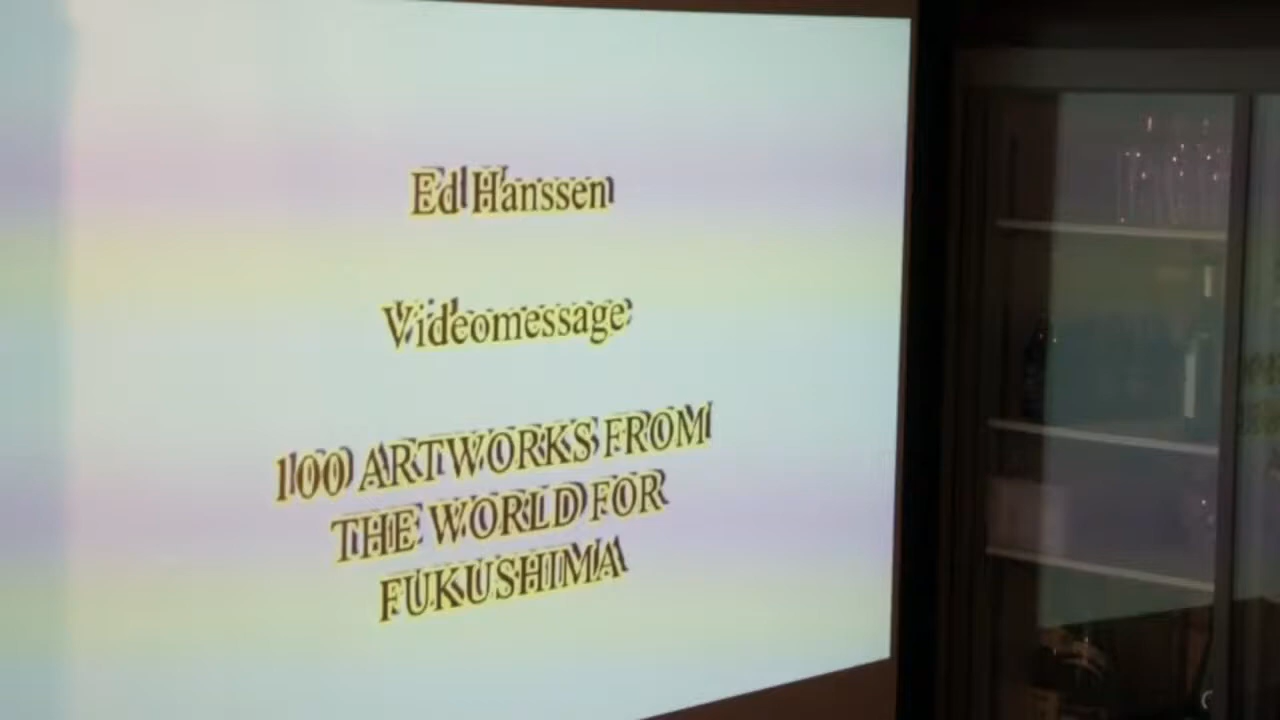 Ed Hanssen
Videomessage
100 ARTWORKS FROM
THE WORLD FOR
FUKUSHIMA